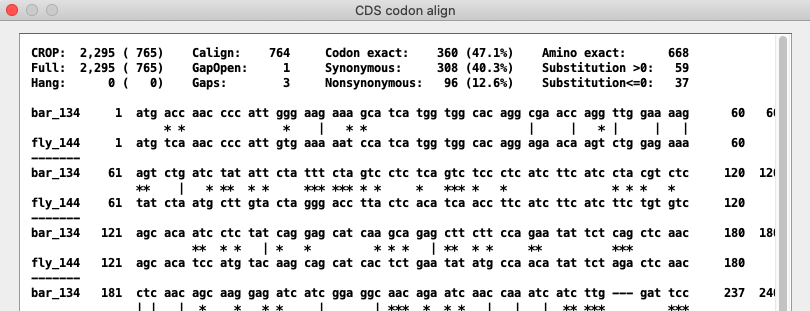 CDS codon align
CROP: 2,295 ( 765) Calign: 764 Codon exact: 360 (47.1%) Amino exact: 668
Full: 2,295 ( 765) GapOpen: 1 Synonymous: 308 (40.3%) Substitution >0: 59
Hang: 0 ( 0) Gaps: 3 Nonsynonymous: 96 (12.6%) Substitution<=0: 37
bar_134 1 atg acc aac ccc att ggg aag aaa gca tca tgg tgg cac agg cga acc agg ttg gaa aag 60
* * * | * * | | * | | |
fly_144 1 atg tca aac ccc att gtg aaa aat cca tca tgg tgg cac agg aga aca agt ctg gag aaa 60
-------
bar_134 61 agt ctg atc tat att cta ttt cta gca ctc tca gtc tcc ctc atc ttc atc cta cgt ctc 120
** | * ** * * *** *** * * * *** * * * * * *
fly_144 61 tat cta atg ctt gta cta ggg acc tta ctc aca tca acc ttc atc atc ttc tgt gtc 120
-------
bar_134 121 agc aca atc ctc tat cag gag cat caa gca gag ctt ctt cca gaa tat tct cag ctc aac 180
** * * | * * * * * | ** * * ** ***
fly_144 121 agc aca tcc atg tac aag cag cat cac tct gaa tat atg cca aca tat tct aga ctc aac 180
-------
bar_134 181 ctc aac agc aag gag atc atc gga ggc aac aga atc aac caa atc atc ttg --- gat tcc 237